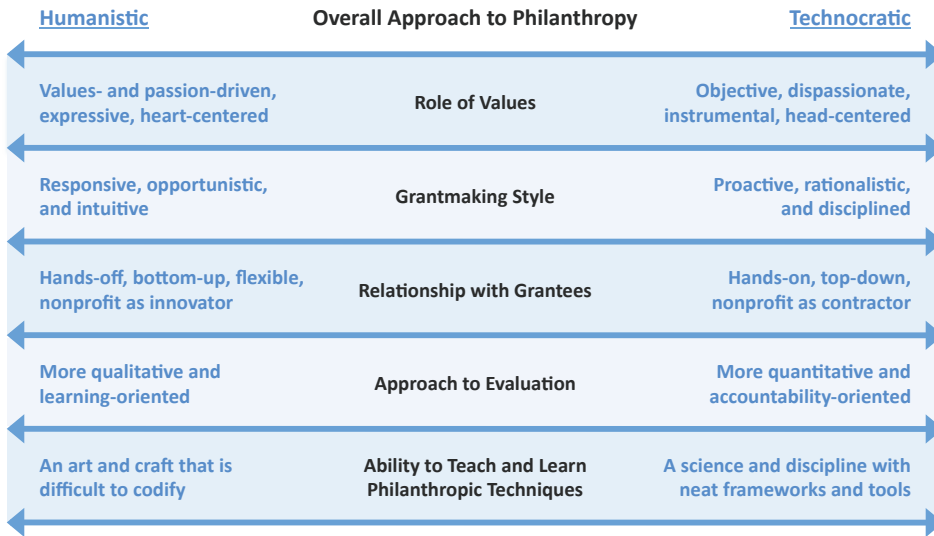 Humanistic
Overall Approach to Philanthropy
Technocratic
Values- and passion-driven,
expressive, heart-centered
Role of Values
Objective, dispassionate,
instrumental, head-centered
Responsive, opportunistic,
and intuitive
Grantmaking Style
Proactive, rationalistic,
and disciplined
Hands-off, bottom-up, flexible,
nonprofit as innovator
Relationship with Grantees
Hands-on, top-down,
nonprofit as contractor
More qualitative and
learning-oriented
Approach to Evaluation
More quantitative and
accountability-oriented
An art and craft that is
difficult to codify
Ability to Teach and Learn
Philanthropic Techniques
A science and discipline with
neat frameworks and tools